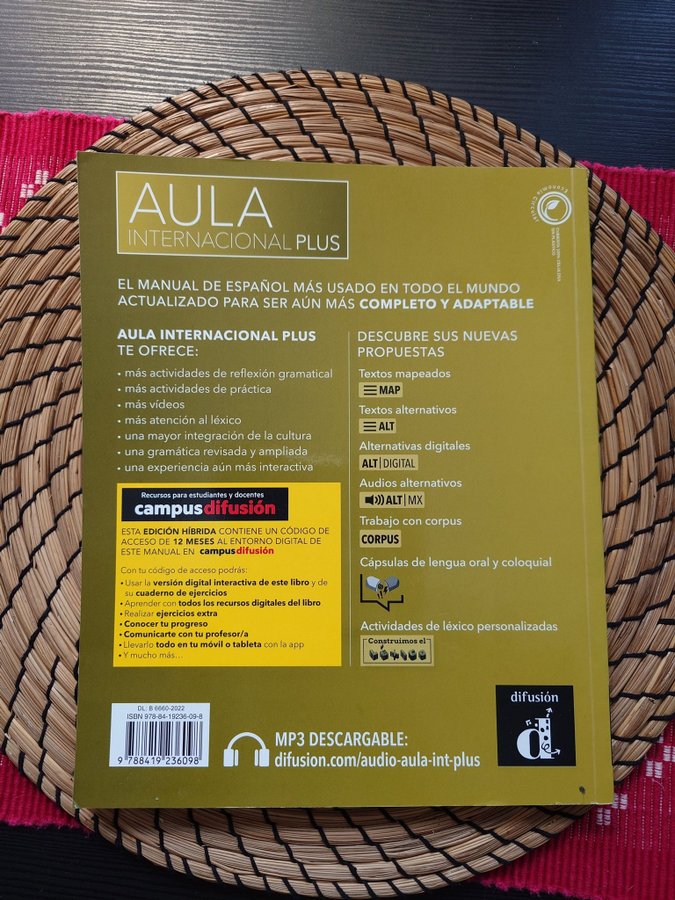 AULA
INTERNACIONAL PLUS
Economía Circular
EL MANUAL DE ESPAÑOL MÁS USADO EN TODO EL MUNDO
ACTUALIZADO PARA SER AÚN MÁS COMPLETO Y ADAPTABLE
AULA INTERNACIONAL PLUS
TE OFRECE:
• más actividades de reflexión gramatical
• más actividades de práctica
• más vídeos
• más atención al léxico
• una mayor integración de la cultura
• una gramática revisada y ampliada
• una experiencia aún más interactiva
Recursos para estudiantes y docentes
campusdifusión
ESTA EDICIÓN HÍBRIDA CONTIENE UN CÓDIGO DE
ACCESO DE 12 MESES AL ENTORNO DIGITAL DE
ESTE MANUAL EN campusdifusión
Con tu código de acceso podrás:
• Usar la versión digital interactiva de este libro y de
su cuaderno de ejercicios
• Aprender con todos los recursos digitales del libro
• Realizar ejercicios extra
• Conocer tu progreso
• Comunicarte con tu profesor/a
• Llevarlo todo en tu móvil o tableta con la app
• Y mucho más...
DESCUBRE SUS NUEVAS
PROPUESTAS
Textos mapeados
MAP
Textos alternativos
ALT
Alternativas digitales
ALT|DIGITAL
Audios alternativos
ALT|MX
Trabajo con corpus
CORPUS
Cápsulas de lengua oral y coloquial
Actividades de léxico personalizadas
Construimos el
LÉXICO
DL: B 6660-2022
ISBN 978-84-19236-09-8
9 788419 236098
MP3 DESCARGABLE:
difusion.com/audio-aula-int-plus
difusión